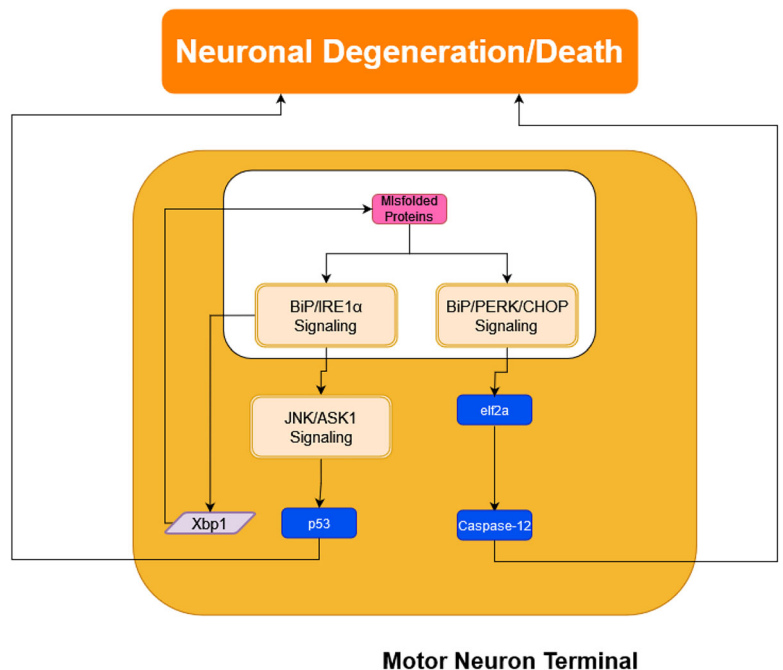 Neuronal Degeneration/Death
Misfolded
Proteins
BiP/IRE1α
Signaling
BiP/PERK/CHOP
Signaling
JNK/ASK1
Signaling
elf2a
Xbp1
p53
Caspase-12
Motor Neuron Terminal